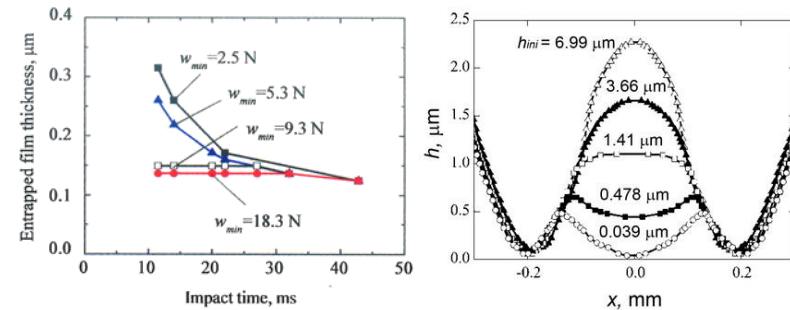 0.4
0.3
0.2
0.1
0.0
Entrapped film thickness, μm
w_min=2.5 N
w_min=5.3 N
w_min=9.3 N
w_min=18.3 N
0 10 20 30 40 50
Impact time, ms
2.5
2.0
1.5
1.0
0.5
0.0
h, μm
h_ini = 6.99 μm
3.66 μm
1.41 μm
0.478 μm
0.039 μm
-0.2 0.0 0.2
x, mm